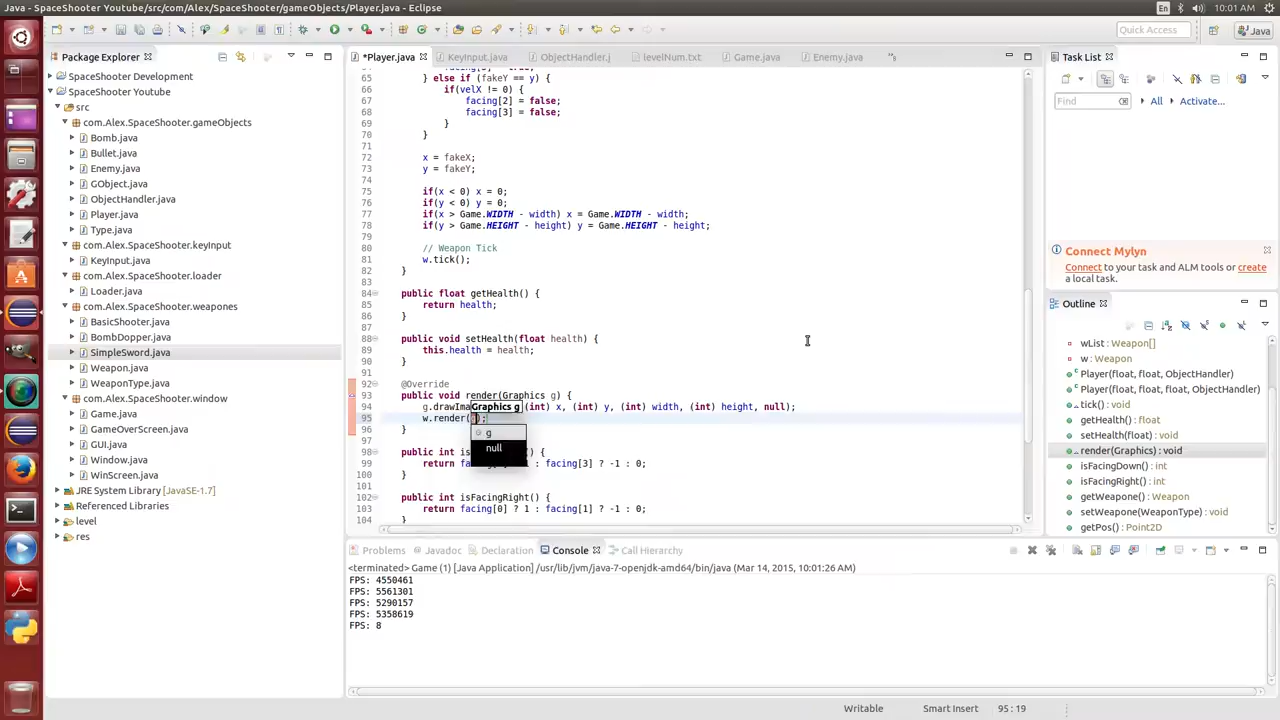 Java - SpaceShooter Youtube/src/com/Alex/SpaceShooter/gameObjects/Player.java - Eclipse
En
10:01 AM
Quick Access
Java
Package Explorer
SpaceShooter Development
SpaceShooter Youtube
src
com.Alex.SpaceShooter.gameObjects
Bomb.java
Bullet.java
Enemy.java
GObject.java
ObjectHandler.java
Player.java
Type.java
com.Alex.SpaceShooter.keyInput
KeyInput.java
com.Alex.SpaceShooter.loader
Loader.java
com.Alex.SpaceShooter.weapones
BasicShooter.java
BombDopper.java
SimpleSword.java
Weapon.java
WeaponType.java
com.Alex.SpaceShooter.window
Game.java
GameOverScreen.java
GUI.java
Window.java
WinScreen.java
JRE System Library [JavaSE-1.7]
Referenced Libraries
level
res
*Player.java
KeyInput.java
ObjectHandler.j
levelNum.txt
Game.java
Enemy.java
65 } else if (fakeY == y) {
66 if(velX != 0) {
67 facing[2] = false;
68 facing[3] = false;
69 }
70 }
71
72 x = fakeX;
73 y = fakeY;
74
75 if(x < 0) x = 0;
76 if(y < 0) y = 0;
77 if(x > Game.WIDTH - width) x = Game.WIDTH - width;
78 if(y > Game.HEIGHT - height) y = Game.HEIGHT - height;
79
80 // Weapon Tick
81 w.tick();
82 }
83
84 public float getHealth() {
85 return health;
86 }
87
88 public void setHealth(float health) {
89 this.health = health;
90 }
91
92 @Override
93 public void render(Graphics g) {
94 g.drawIma (int) x, (int) y, (int) width, (int) height, null);
Graphics g
95 w.render( );
96 }
g
null
97
98 public int is ) {
99 return facing 1 : facing[3] ? -1 : 0;
100 }
101
102 public int isFacingRight() {
103 return facing[0] ? 1 : facing[1] ? -1 : 0;
104 }
Task List
Find
All
Activate...
Connect Mylyn
Connect to your task and ALM tools or create
a local task.
Outline
wList : Weapon[]
w : Weapon
Player(float, float, ObjectHandler)
Player(float, float, float, ObjectHandler)
tick() : void
getHealth() : float
setHealth(float) : void
render(Graphics) : void
isFacingDown() : int
isFacingRight() : int
getWeapone() : Weapon
setWeapone(WeaponType) : void
getPos() : Point2D
Problems
Javadoc
Declaration
Console
Call Hierarchy
<terminated> Game (1) [Java Application] /usr/lib/jvm/java-7-openjdk-amd64/bin/java (Mar 14, 2015, 10:01:26 AM)
FPS: 4550461
FPS: 5561301
FPS: 5290157
FPS: 5358619
FPS: 8
Writable
Smart Insert
95 : 19